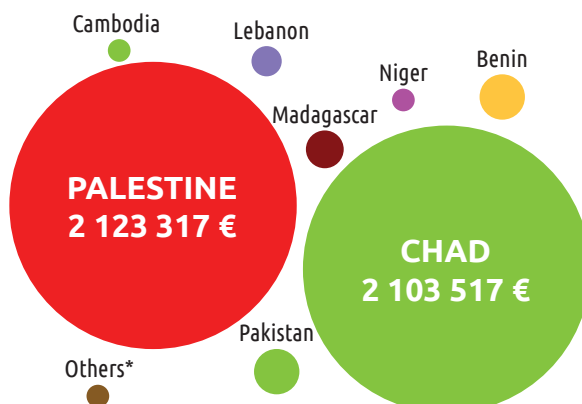 Cambodia
Lebanon
Niger
Benin
Madagascar
PALESTINE
2 123 317 €
CHAD
2 103 517 €
Pakistan
Others*